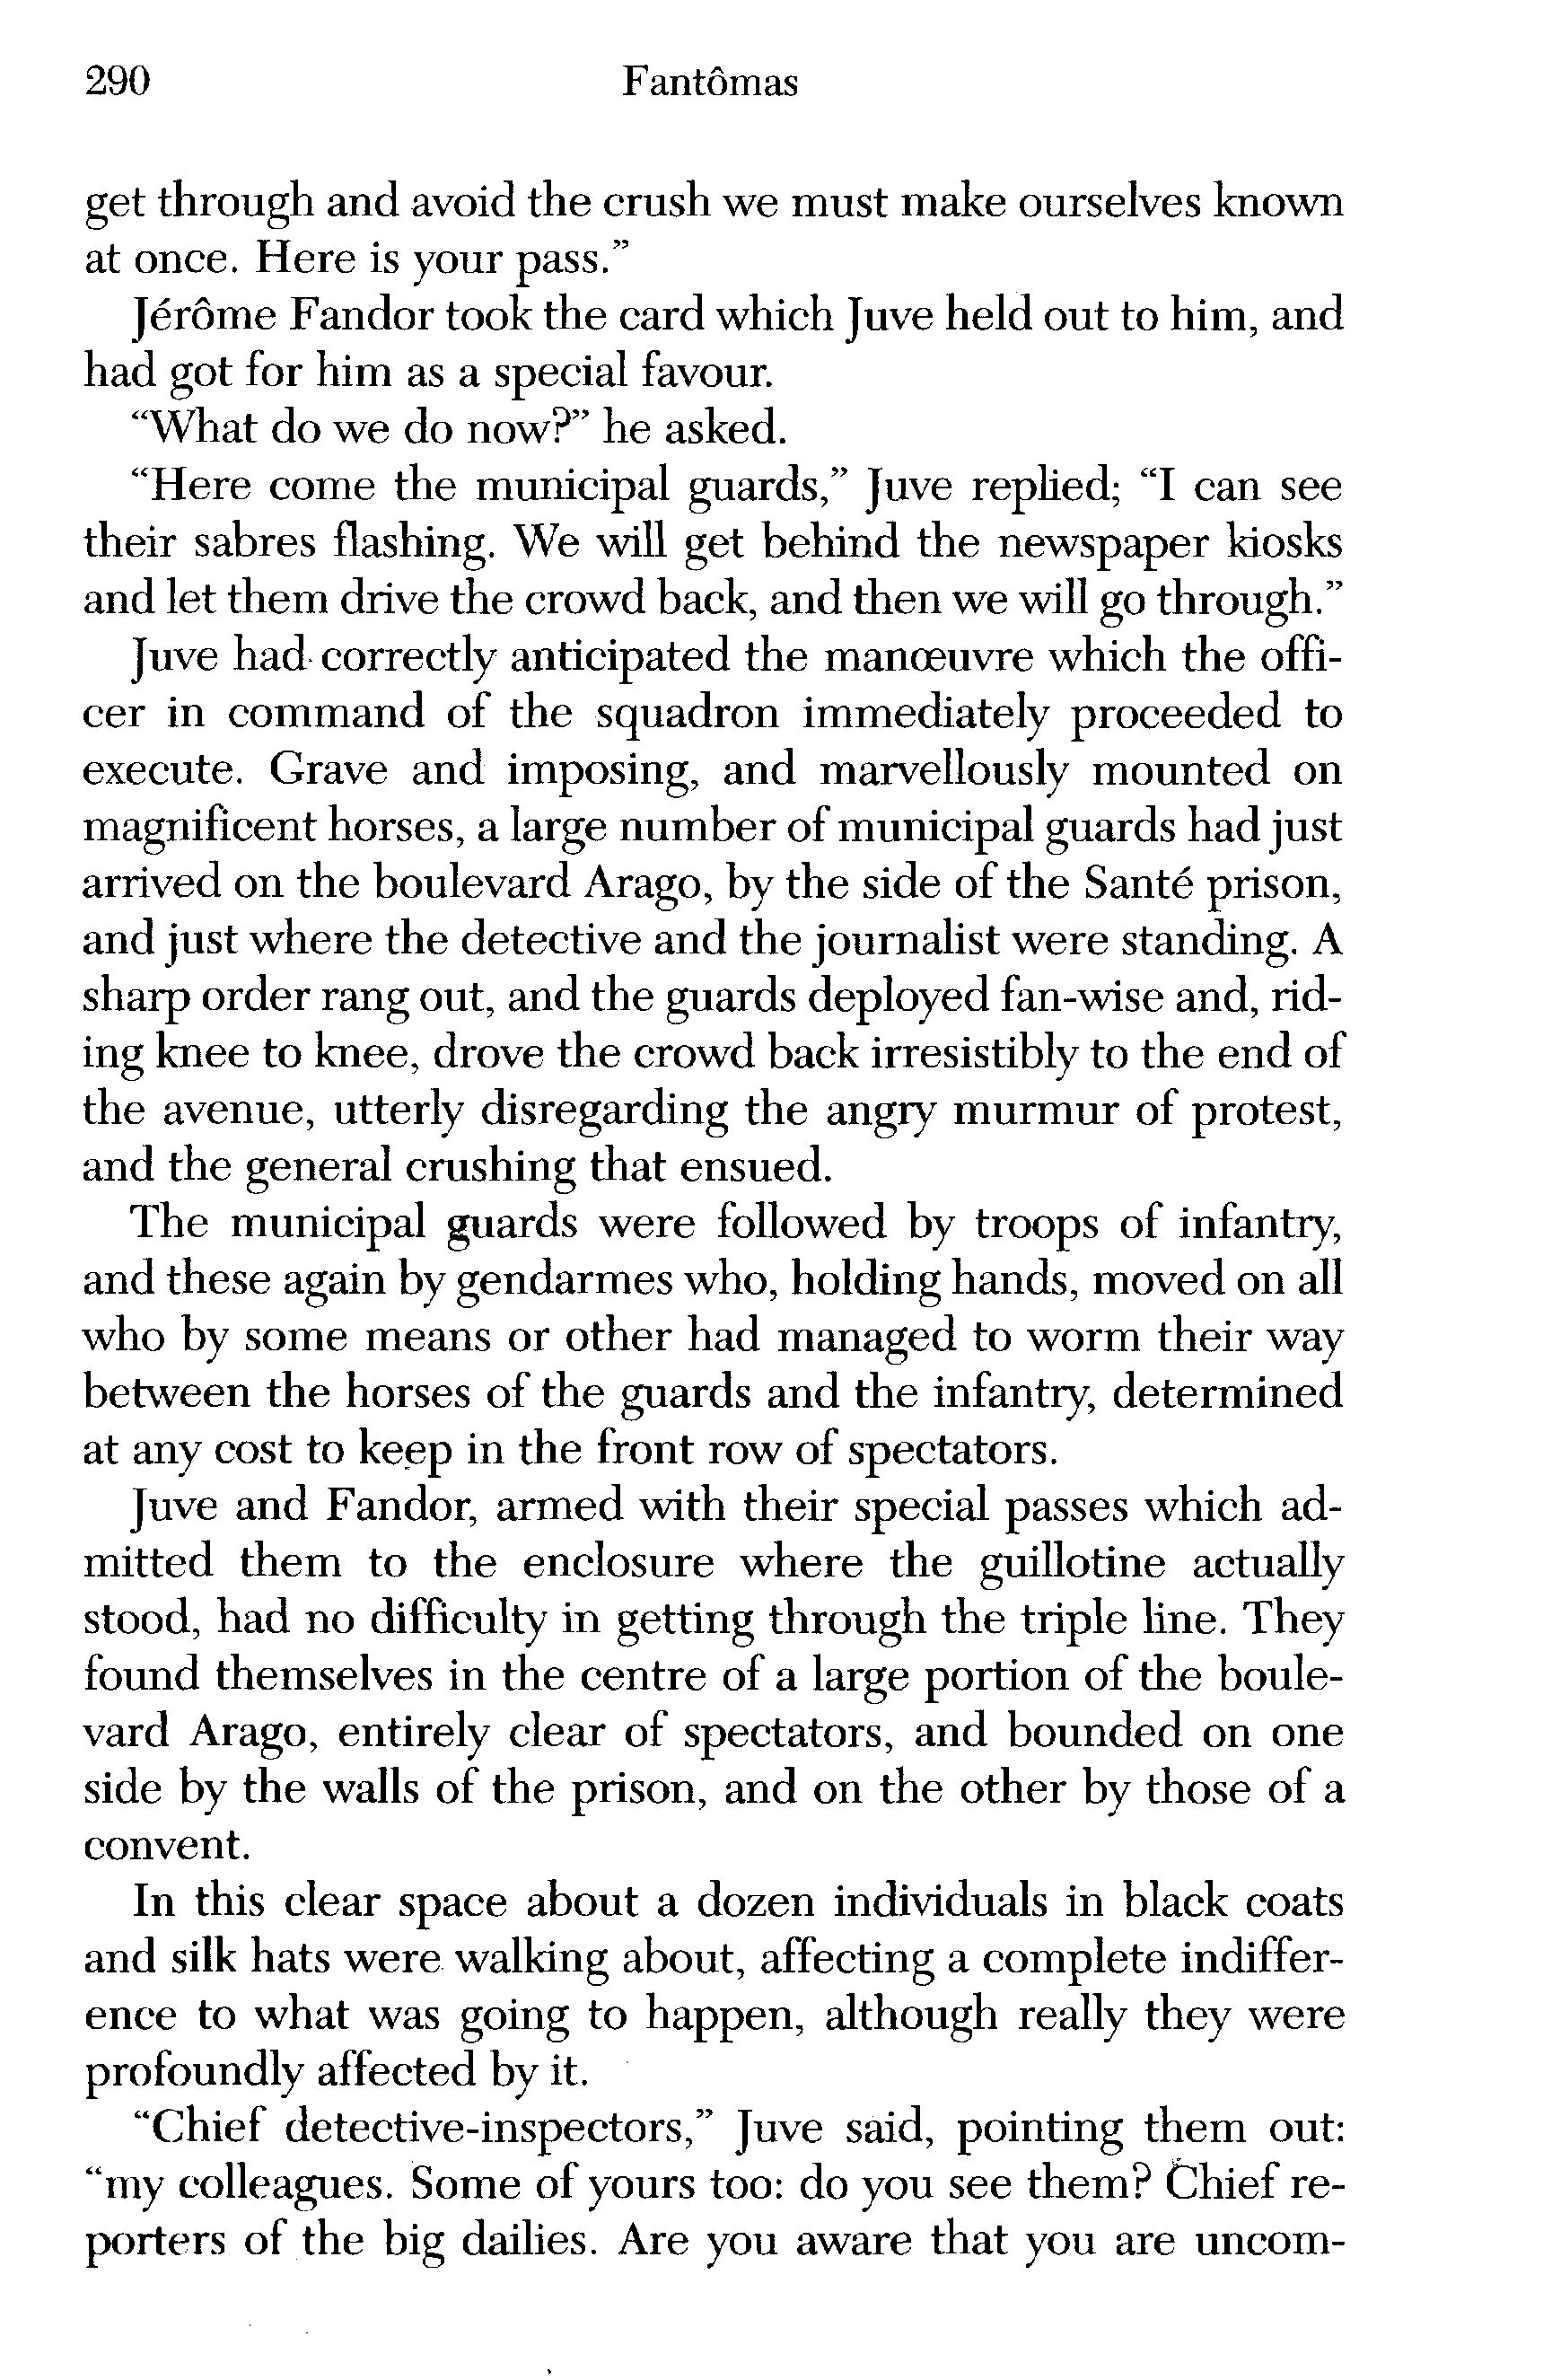 290 Fantômas
get through and avoid the crush we must make ourselves known
at once. Here is your pass.”
Jérôme Fandor took the card which Juve held out to him, and
had got for him as a special favour.
“What do we do now?” he asked.
“Here come the municipal guards,” Juve replied; “I can see
their sabres flashing. We will get behind the newspaper kiosks
and let them drive the crowd back, and then we will go through.”
Juve had correctly anticipated the manœuvre which the offi-
cer in command of the squadron immediately proceeded to
execute. Grave and imposing, and marvellously mounted on
magnificent horses, a large number of municipal guards had just
arrived on the boulevard Arago, by the side of the Santé prison,
and just where the detective and the journalist were standing. A
sharp order rang out, and the guards deployed fan-wise and, rid-
ing knee to knee, drove the crowd back irresistibly to the end of
the avenue, utterly disregarding the angry murmur of protest,
and the general crushing that ensued.
The municipal guards were followed by troops of infantry,
and these again by gendarmes who, holding hands, moved on all
who by some means or other had managed to worm their way
between the horses of the guards and the infantry, determined
at any cost to keep in the front row of spectators.
Juve and Fandor, armed with their special passes which ad-
mitted them to the enclosure where the guillotine actually
stood, had no difficulty in getting through the triple line. They
found themselves in the centre of a large portion of the boule-
vard Arago, entirely clear of spectators, and bounded on one
side by the walls of the prison, and on the other by those of a
convent.
In this clear space about a dozen individuals in black coats
and silk hats were walking about, affecting a complete indiffer-
ence to what was going to happen, although really they were
profoundly affected by it.
“Chief detective-inspectors,” Juve said, pointing them out:
“my colleagues. Some of yours too: do you see them? Chief re-
porters of the big dailies. Are you aware that you are uncom-